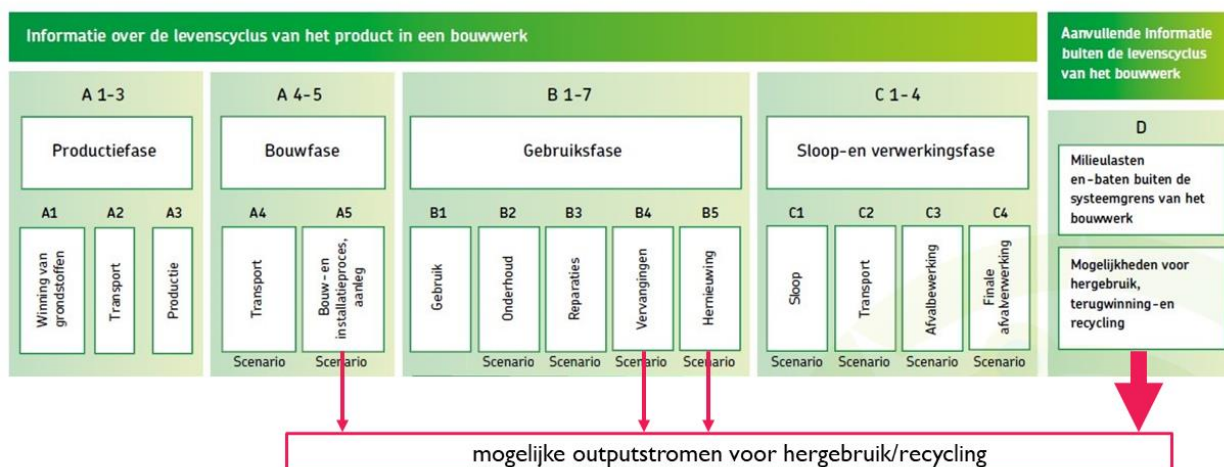 Informatie over de levenscyclus van het product in een bouwwerk
Aanvullende informatie
buiten de levenscyclus
van het bouwwerk
A 1-3
Productiefase
A1
A2
A3
Winning van
grondstoffen
Transport
Productie
A 4-5
Bouwfase
A4
A5
Transport
Bouw- en
installatieproces,
aanleg
Scenario
Scenario
B 1-7
Gebruiksfase
B1
B2
B3
B4
B5
Gebruik
Onderhoud
Reparaties
Vervangingen
Hernieuwing
Scenario
Scenario
Scenario
Scenario
C 1-4
Sloop-en verwerkingsfase
C1
C2
C3
C4
Sloop
Transport
Afvalbewerking
Finale
afvalverwerking
Scenario
Scenario
Scenario
Scenario
D
Milieulasten
en-baten buiten de
systeemgrens van het
bouwwerk
Mogelijkheden voor
hergebruik,
terugwinning-en
recycling
mogelijke outputstromen voor hergebruik/recycling